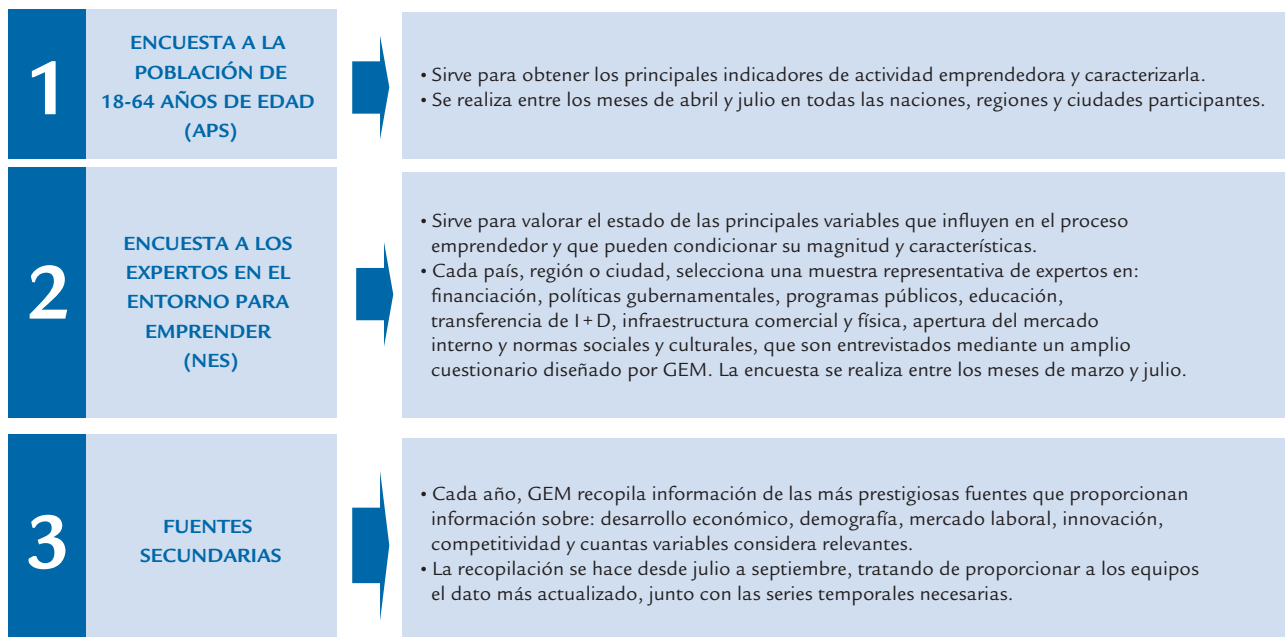 1
ENCUESTA A LA
POBLACIÓN DE
18-64 AÑOS DE EDAD
(APS)
• Sirve para obtener los principales indicadores de actividad emprendedora y caracterizarla.
• Se realiza entre los meses de abril y julio en todas las naciones, regiones y ciudades participantes.
2
ENCUESTA A LOS
EXPERTOS EN EL
ENTORNO PARA
EMPRENDER
(NES)
• Sirve para valorar el estado de las principales variables que influyen en el proceso
emprendedor y que pueden condicionar su magnitud y características.
• Cada país, región o ciudad, selecciona una muestra representativa de expertos en:
financiación, políticas gubernamentales, programas públicos, educación,
transferencia de I+D, infraestructura comercial y física, apertura del mercado
interno y normas sociales y culturales, que son entrevistados mediante un amplio
cuestionario diseñado por GEM. La encuesta se realiza entre los meses de marzo y julio.
3
FUENTES
SECUNDARIAS
• Cada año, GEM recopila información de las más prestigiosas fuentes que proporcionan
información sobre: desarrollo económico, demografía, mercado laboral, innovación,
competitividad y cuantas variables considera relevantes.
• La recopilación se hace desde julio a septiembre, tratando de proporcionar a los equipos
el dato más actualizado, junto con las series temporales necesarias.